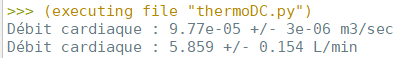 >>> (executing file "thermoDC.py")
Débit cardiaque : 9.77e-05 +/- 3e-06 m3/sec
Débit cardiaque : 5.859 +/- 0.154 L/min